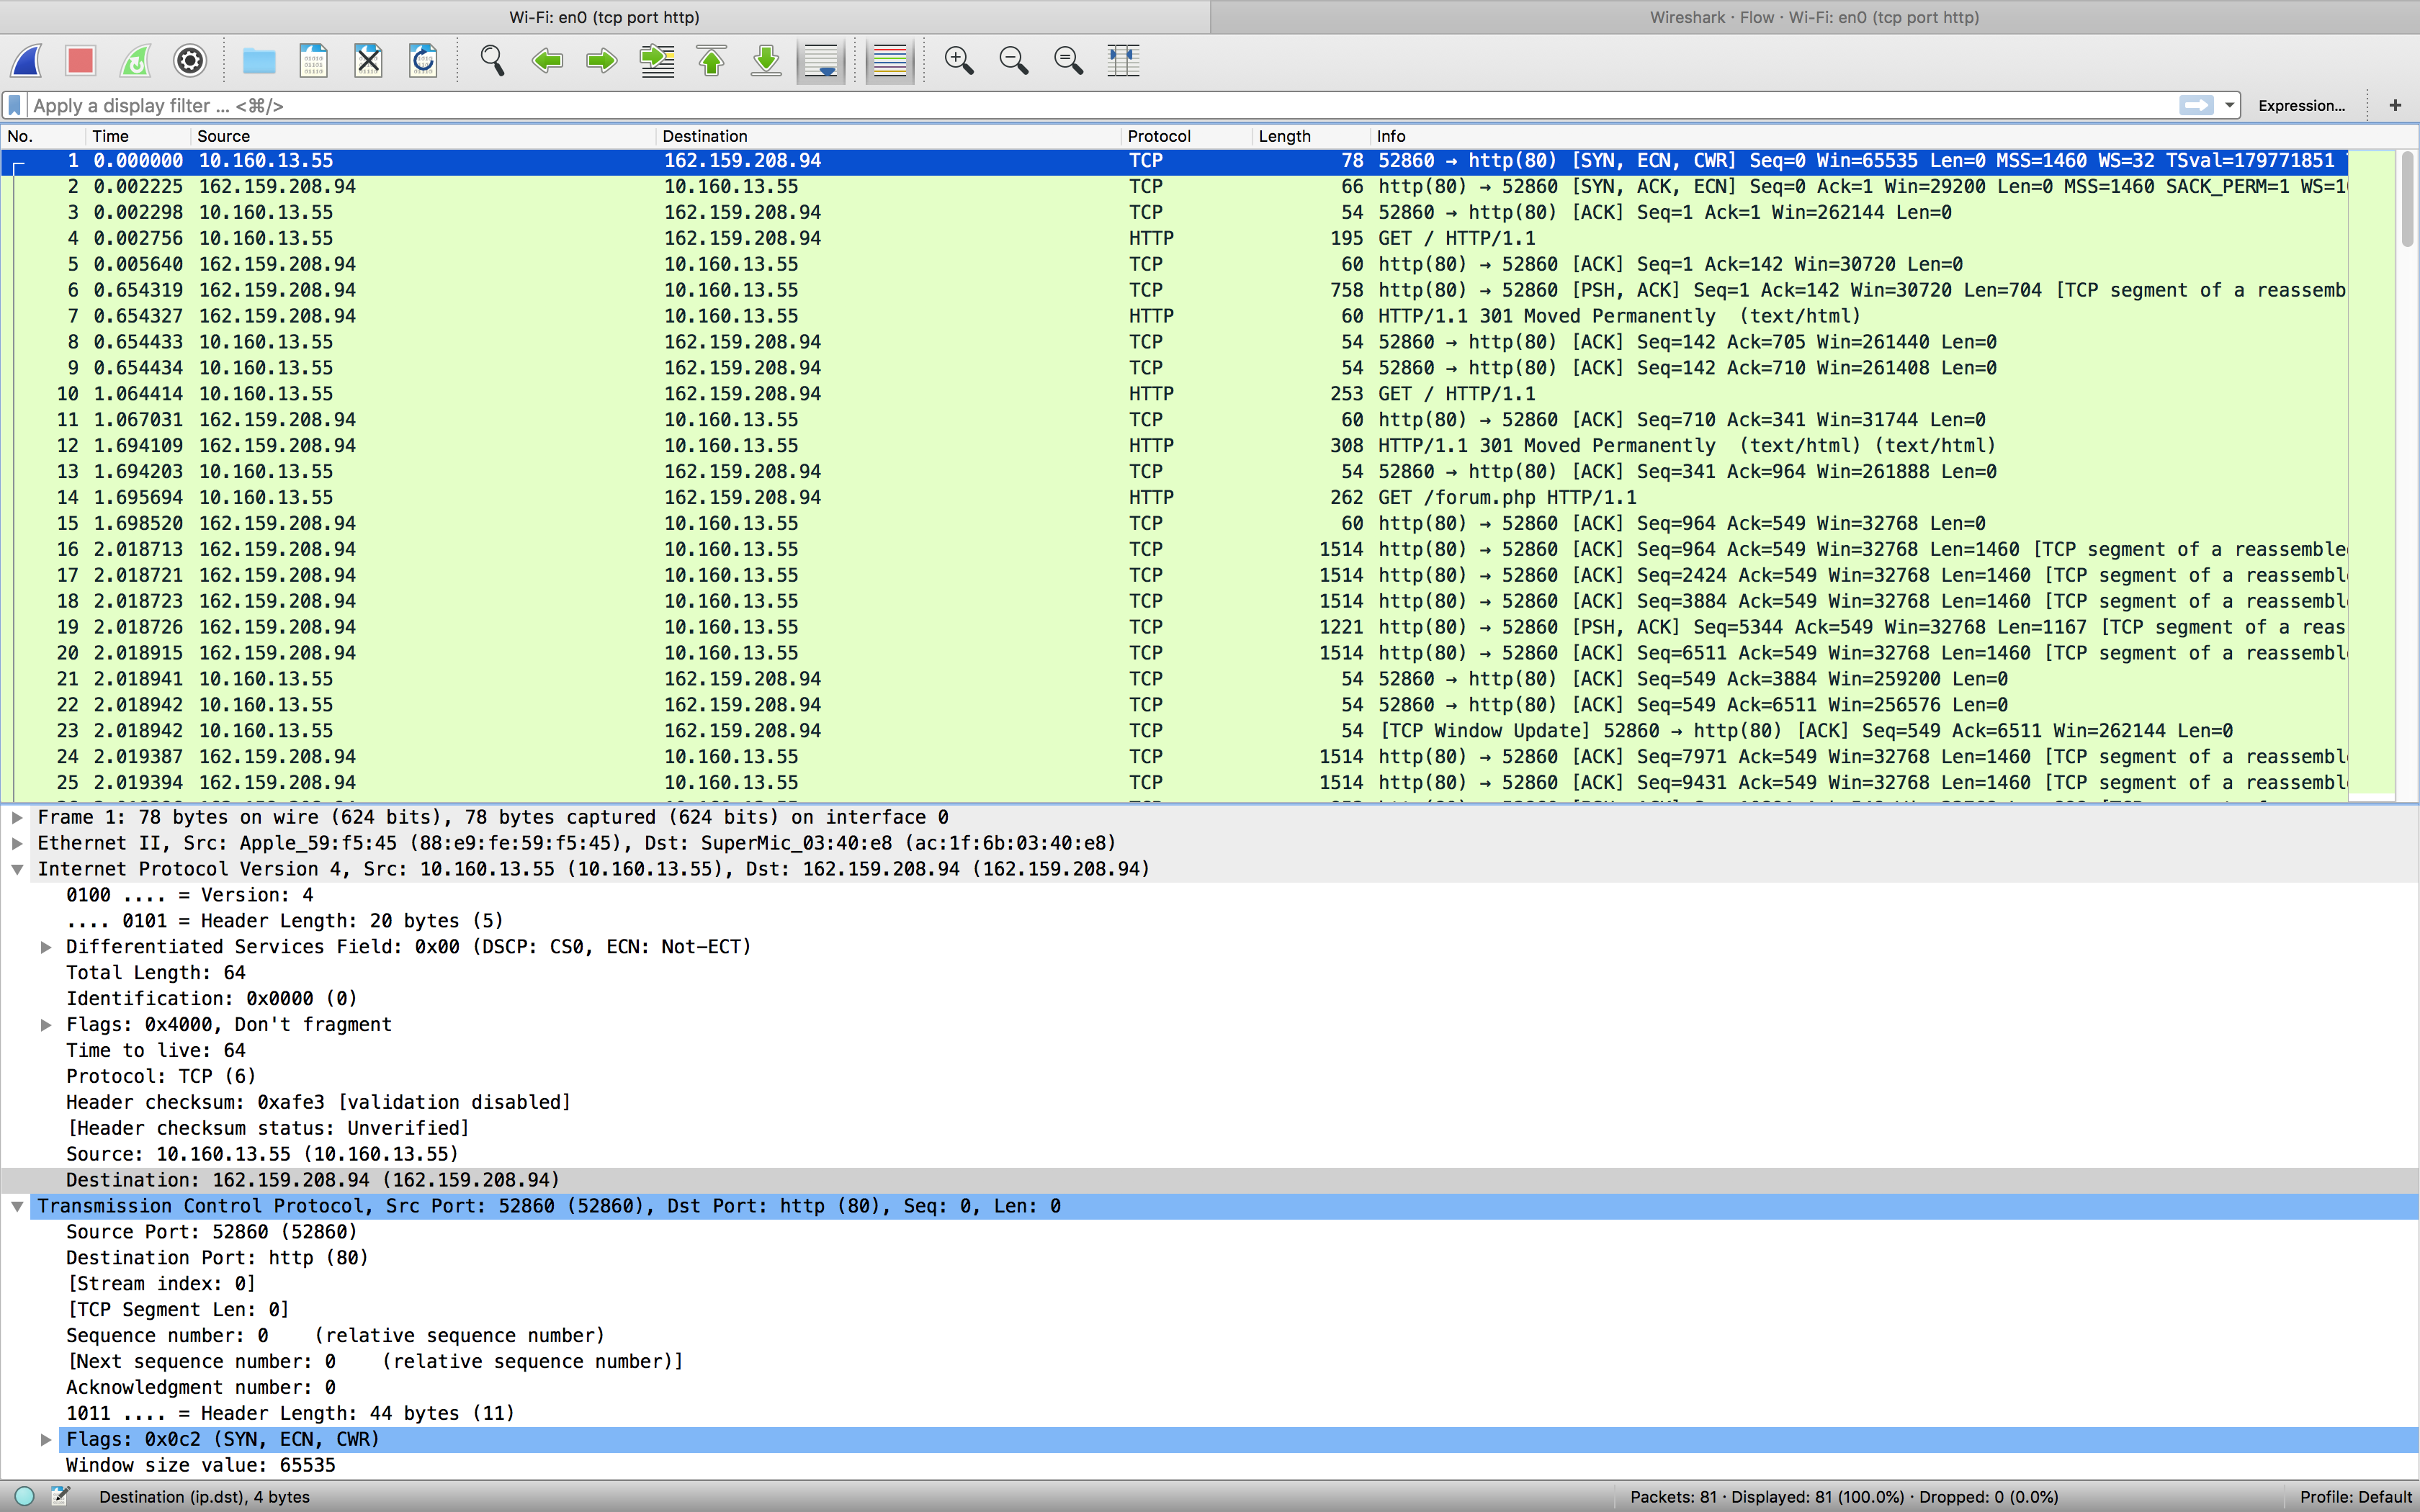 Wi-Fi: en0 (tcp port http)
Wireshark · Flow · Wi-Fi: en0 (tcp port http)
Apply a display filter ... <⌘/>
Expression...
+
No. Time Source Destination Protocol Length Info
1 0.000000 10.160.13.55 162.159.208.94 TCP 78 52860 → http(80) [SYN, ECN, CWR] Seq=0 Win=65535 Len=0 MSS=1460 WS=32 TSval=179771851
2 0.002225 162.159.208.94 10.160.13.55 TCP 66 http(80) → 52860 [SYN, ACK, ECN] Seq=0 Ack=1 Win=29200 Len=0 MSS=1460 SACK_PERM=1
3 0.002298 10.160.13.55 162.159.208.94 TCP 54 52860 → http(80) [ACK] Seq=1 Ack=1 Win=262144 Len=0
4 0.002756 10.160.13.55 162.159.208.94 HTTP 195 GET / HTTP/1.1
5 0.005640 162.159.208.94 10.160.13.55 TCP 60 http(80) → 52860 [ACK] Seq=1 Ack=142 Win=30720 Len=0
6 0.654319 162.159.208.94 10.160.13.55 TCP 758 http(80) → 52860 [PSH, ACK] Seq=1 Ack=142 Win=30720 Len=704 [TCP segment of a reassemb
7 0.654327 162.159.208.94 10.160.13.55 HTTP 60 HTTP/1.1 301 Moved Permanently (text/html)
8 0.654433 10.160.13.55 162.159.208.94 TCP 54 52860 → http(80) [ACK] Seq=142 Ack=705 Win=261440 Len=0
9 0.654434 10.160.13.55 162.159.208.94 TCP 54 52860 → http(80) [ACK] Seq=142 Ack=710 Win=261408 Len=0
10 1.064414 10.160.13.55 162.159.208.94 HTTP 253 GET / HTTP/1.1
11 1.067031 162.159.208.94 10.160.13.55 TCP 60 http(80) → 52860 [ACK] Seq=710 Ack=341 Win=31744 Len=0
12 1.694109 162.159.208.94 10.160.13.55 HTTP 308 HTTP/1.1 301 Moved Permanently (text/html) (text/html)
13 1.694203 10.160.13.55 162.159.208.94 TCP 54 52860 → http(80) [ACK] Seq=341 Ack=964 Win=261888 Len=0
14 1.695694 10.160.13.55 162.159.208.94 HTTP 262 GET /forum.php HTTP/1.1
15 1.698520 162.159.208.94 10.160.13.55 TCP 60 http(80) → 52860 [ACK] Seq=964 Ack=549 Win=32768 Len=0
16 2.018713 162.159.208.94 10.160.13.55 TCP 1514 http(80) → 52860 [ACK] Seq=964 Ack=549 Win=32768 Len=1460 [TCP segment of a reassemble
17 2.018721 162.159.208.94 10.160.13.55 TCP 1514 http(80) → 52860 [ACK] Seq=2424 Ack=549 Win=32768 Len=1460 [TCP segment of a reassembl
18 2.018723 162.159.208.94 10.160.13.55 TCP 1514 http(80) → 52860 [ACK] Seq=3884 Ack=549 Win=32768 Len=1460 [TCP segment of a reassembl
19 2.018726 162.159.208.94 10.160.13.55 TCP 1221 http(80) → 52860 [PSH, ACK] Seq=5344 Ack=549 Win=32768 Len=1167 [TCP segment of a reas
20 2.018915 162.159.208.94 10.160.13.55 TCP 1514 http(80) → 52860 [ACK] Seq=6511 Ack=549 Win=32768 Len=1460 [TCP segment of a reassembl
21 2.018941 10.160.13.55 162.159.208.94 TCP 54 52860 → http(80) [ACK] Seq=549 Ack=3884 Win=259200 Len=0
22 2.018942 10.160.13.55 162.159.208.94 TCP 54 52860 → http(80) [ACK] Seq=549 Ack=6511 Win=256576 Len=0
23 2.018942 10.160.13.55 162.159.208.94 TCP 54 [TCP Window Update] 52860 → http(80) [ACK] Seq=549 Ack=6511 Win=262144 Len=0
24 2.019387 162.159.208.94 10.160.13.55 TCP 1514 http(80) → 52860 [ACK] Seq=7971 Ack=549 Win=32768 Len=1460 [TCP segment of a reassembl
25 2.019394 162.159.208.94 10.160.13.55 TCP 1514 http(80) → 52860 [ACK] Seq=9431 Ack=549 Win=32768 Len=1460 [TCP segment of a reassembl
Frame 1: 78 bytes on wire (624 bits), 78 bytes captured (624 bits) on interface 0
Ethernet II, Src: Apple_59:f5:45 (88:e9:fe:59:f5:45), Dst: SuperMic_03:40:e8 (ac:1f:6b:03:40:e8)
Internet Protocol Version 4, Src: 10.160.13.55 (10.160.13.55), Dst: 162.159.208.94 (162.159.208.94)
0100 .... = Version: 4
.... 0101 = Header Length: 20 bytes (5)
Differentiated Services Field: 0x00 (DSCP: CS0, ECN: Not-ECT)
Total Length: 64
Identification: 0x0000 (0)
Flags: 0x4000, Don't fragment
Time to live: 64
Protocol: TCP (6)
Header checksum: 0xafe3 [validation disabled]
[Header checksum status: Unverified]
Source: 10.160.13.55 (10.160.13.55)
Destination: 162.159.208.94 (162.159.208.94)
Transmission Control Protocol, Src Port: 52860 (52860), Dst Port: http (80), Seq: 0, Len: 0
Source Port: 52860 (52860)
Destination Port: http (80)
[Stream index: 0]
[TCP Segment Len: 0]
Sequence number: 0 (relative sequence number)
[Next sequence number: 0 (relative sequence number)]
Acknowledgment number: 0
1011 .... = Header Length: 44 bytes (11)
Flags: 0x0c2 (SYN, ECN, CWR)
Window size value: 65535
Destination (ip.dst), 4 bytes
Packets: 81 · Displayed: 81 (100.0%) · Dropped: 0 (0.0%)
Profile: Default